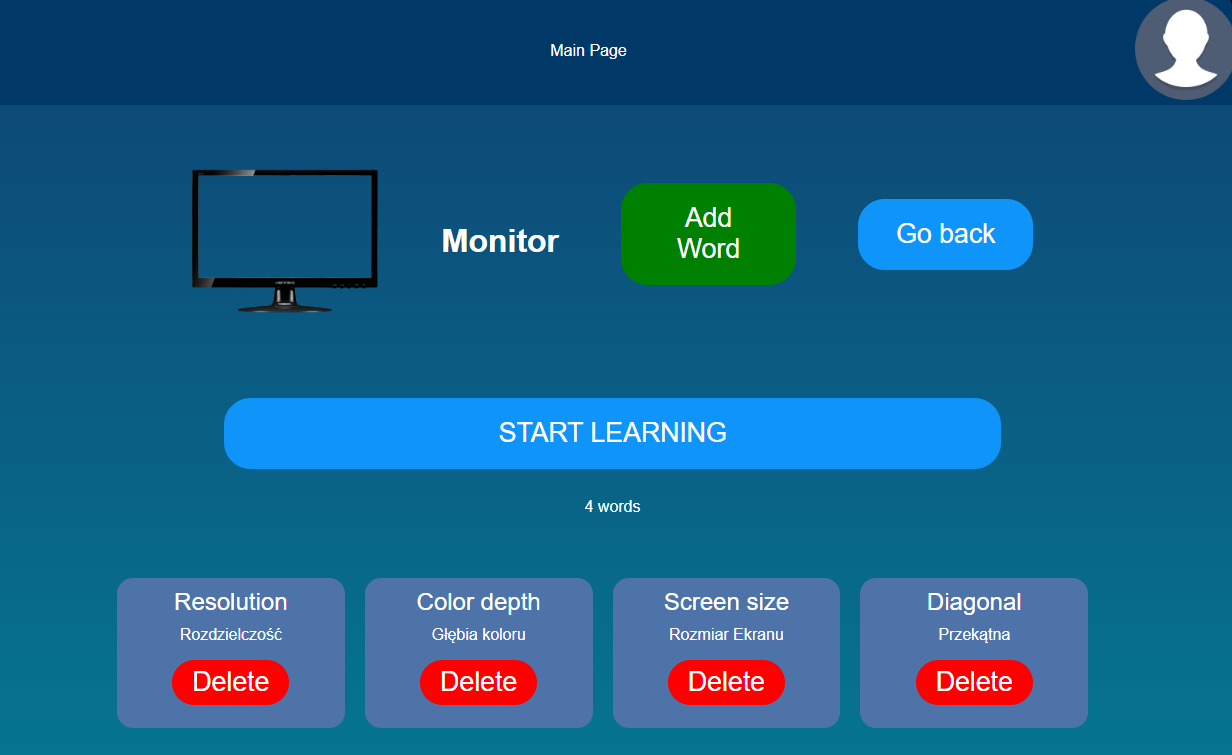 Main Page
Monitor
Add
Word
Go back
START LEARNING
4 words
Resolution
Rozdzielczość
Delete
Color depth
Głębia koloru
Delete
Screen size
Rozmiar Ekranu
Delete
Diagonal
Przekątna
Delete